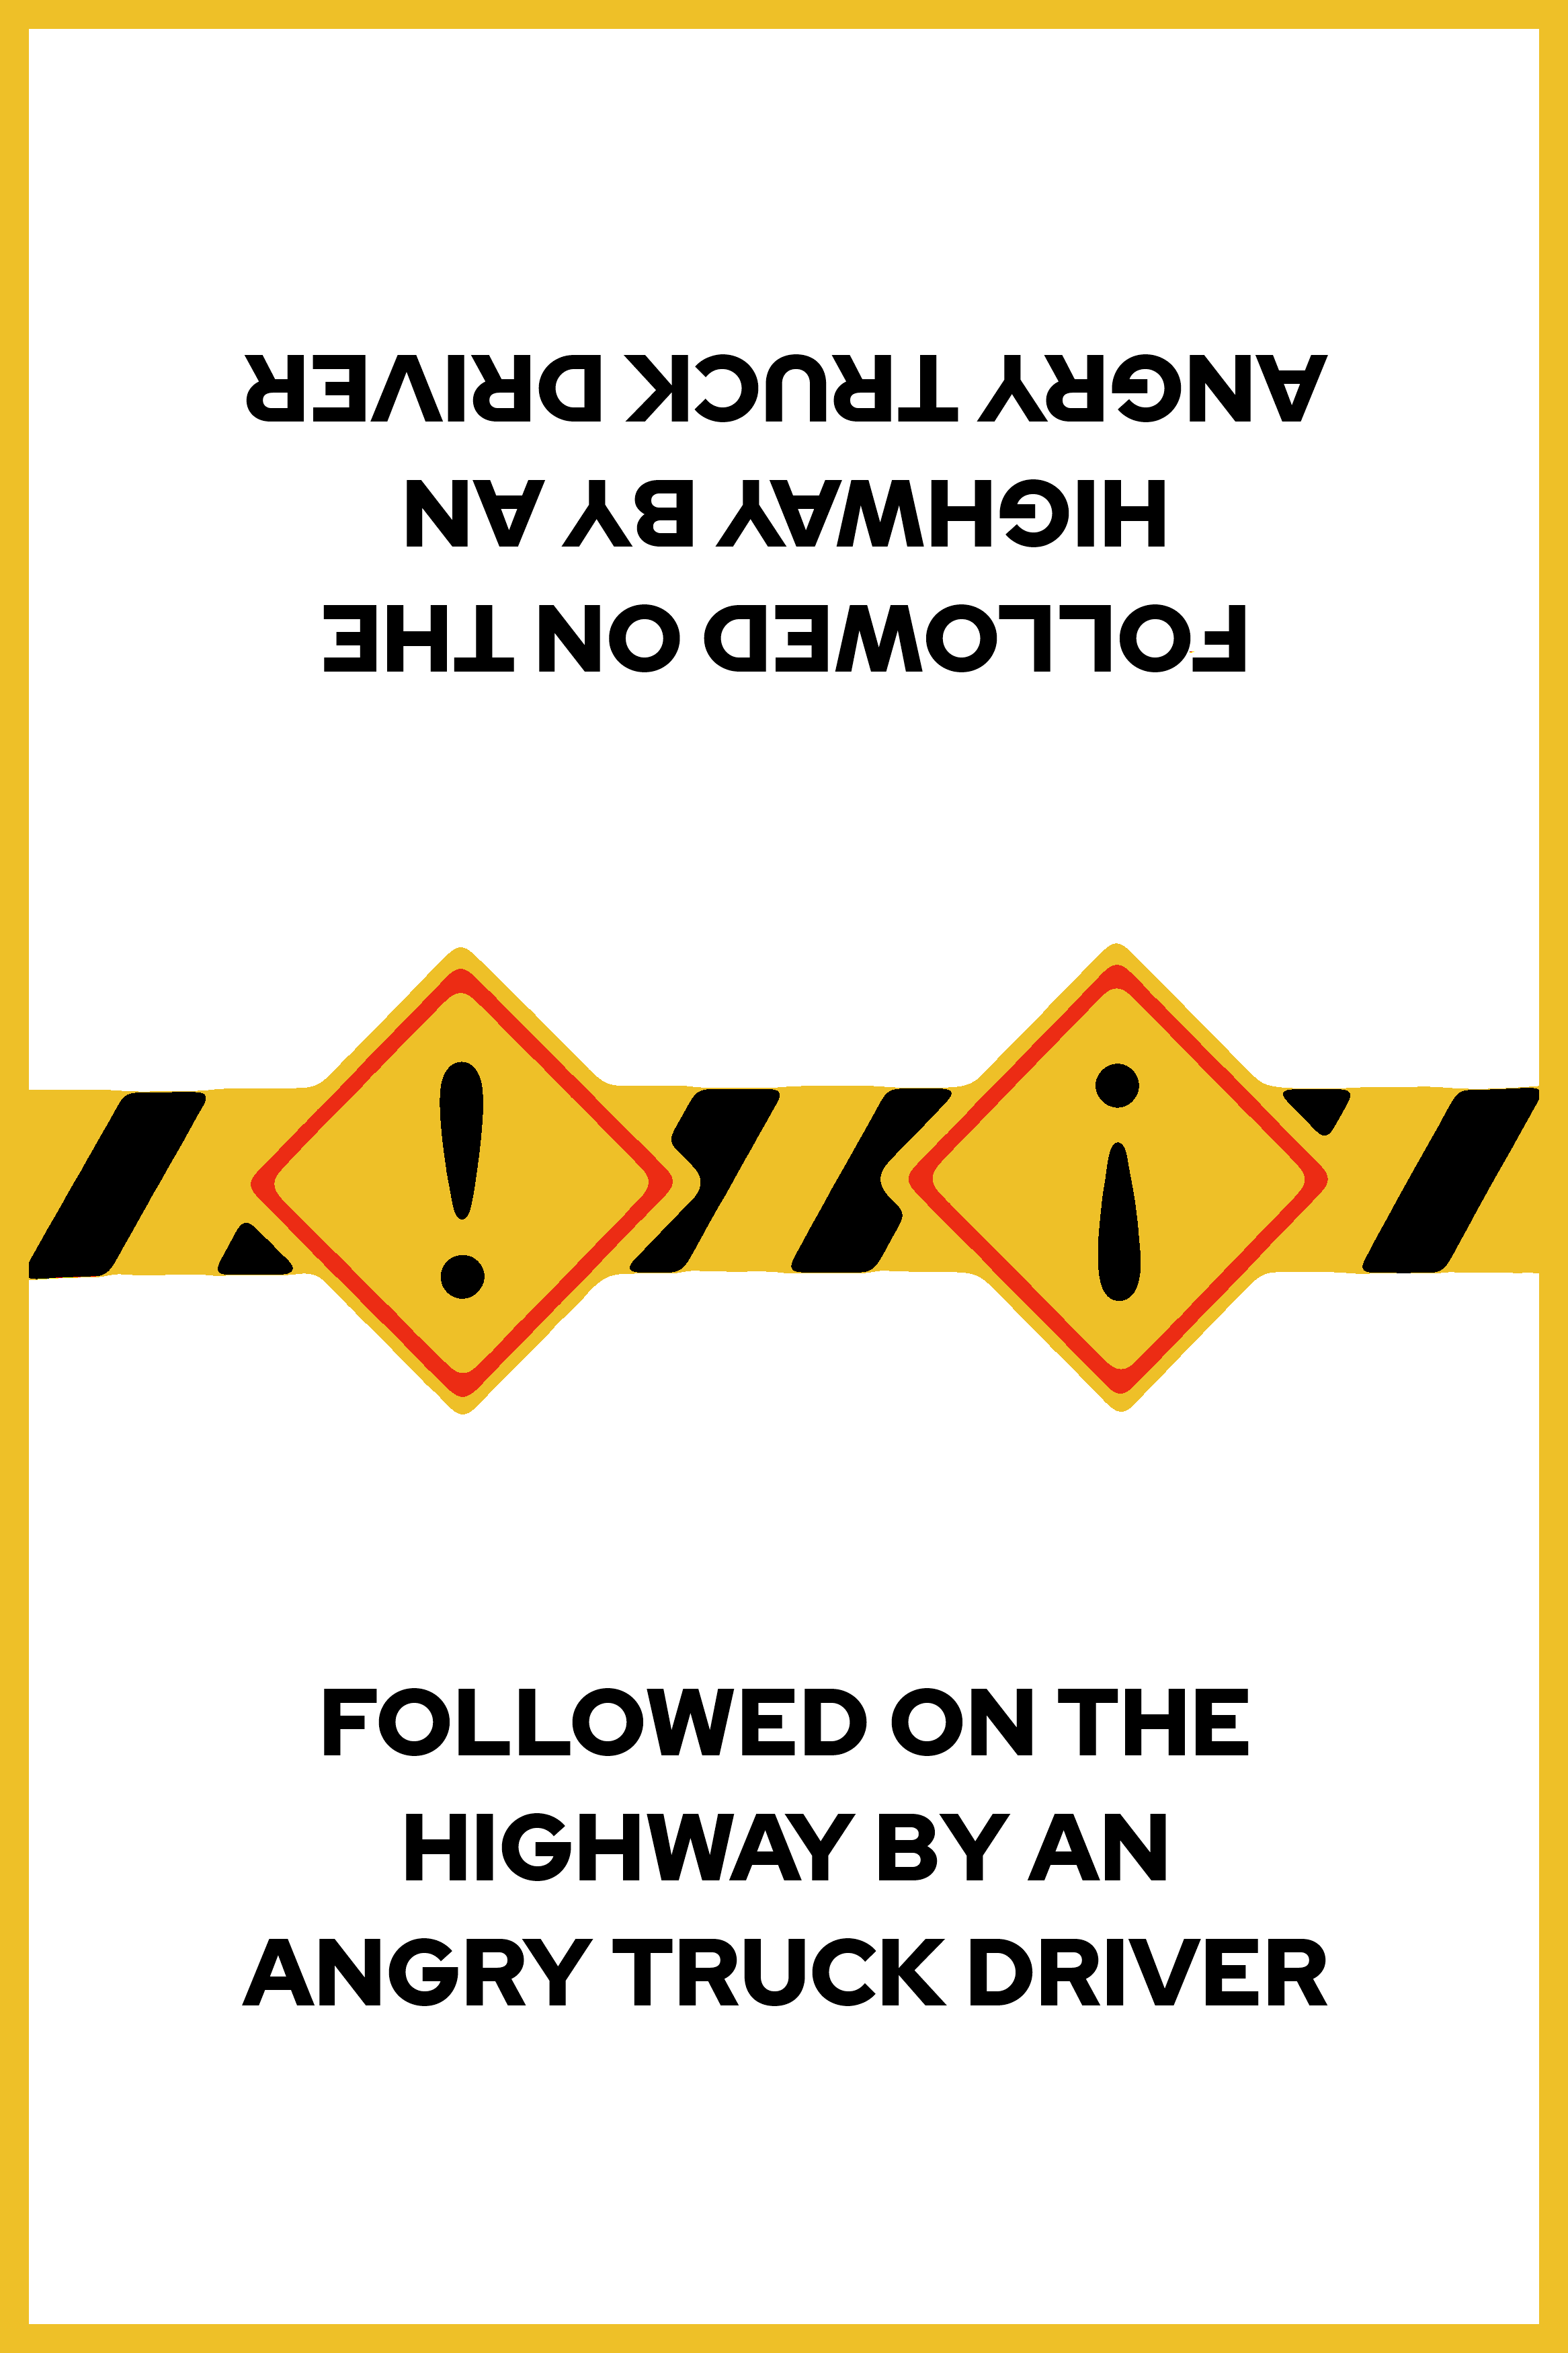 FOLLOWED ON THE
HIGHWAY BY AN
ANGRY TRUCK DRIVER
!
¡
FOLLOWED ON THE
HIGHWAY BY AN
ANGRY TRUCK DRIVER